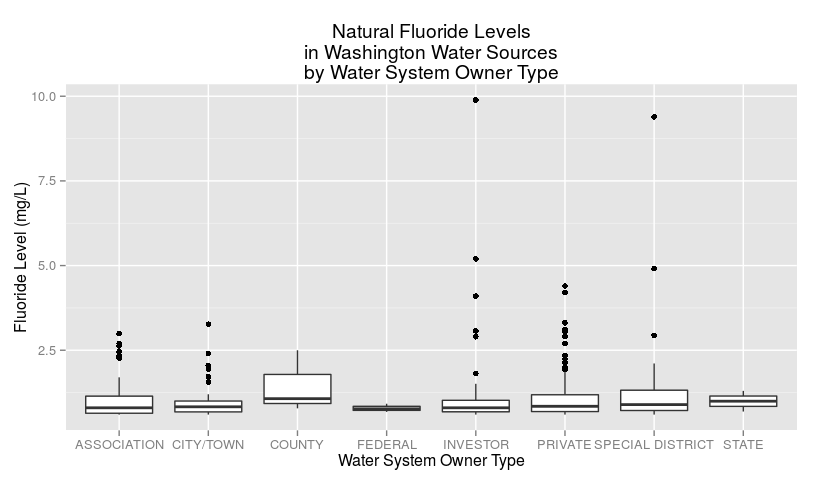 Natural Fluoride Levels
in Washington Water Sources
by Water System Owner Type
10.0
7.5
5.0
2.5
Fluoride Level (mg/L)
ASSOCIATION CITY/TOWN COUNTY FEDERAL INVESTOR PRIVATE SPECIAL DISTRICT STATE
Water System Owner Type